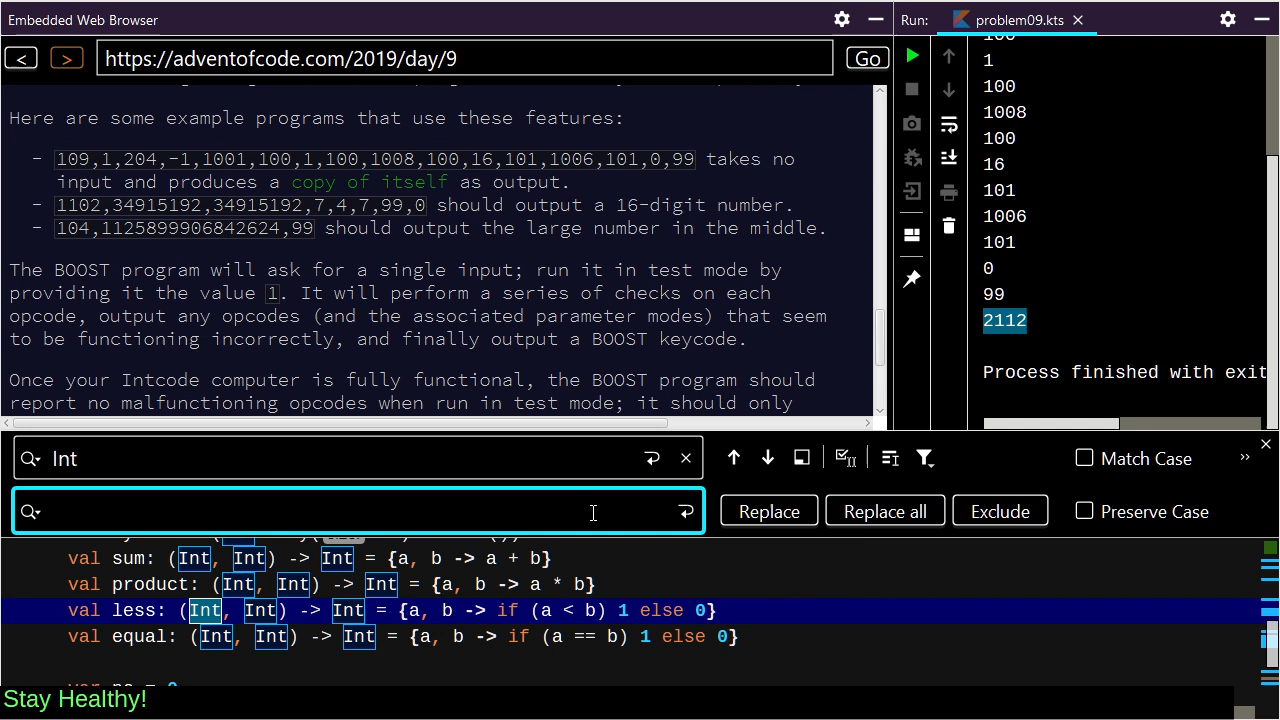 Embedded Web Browser
Run: problem09.kts
< > https://adventofcode.com/2019/day/9 Go
Here are some example programs that use these features:
- 109,1,204,-1,1001,100,1,100,1008,100,16,101,1006,101,0,99 takes no
input and produces a copy of itself as output.
- 1102,34915192,34915192,7,4,7,99,0 should output a 16-digit number.
- 104,1125899906842624,99 should output the large number in the middle.
The BOOST program will ask for a single input; run it in test mode by
providing it the value 1. It will perform a series of checks on each
opcode, output any opcodes (and the associated parameter modes) that seem
to be functioning incorrectly, and finally output a BOOST keycode.
Once your Intcode computer is fully functional, the BOOST program should
report no malfunctioning opcodes when run in test mode; it should only
100
1
100
1008
100
16
101
1006
101
0
99
2112
Process finished with exit
Int
Match Case
Replace Replace all Exclude Preserve Case
val sum: (Int, Int) -> Int = {a, b -> a + b}
val product: (Int, Int) -> Int = {a, b -> a * b}
val less: (Int, Int) -> Int = {a, b -> if (a < b) 1 else 0}
val equal: (Int, Int) -> Int = {a, b -> if (a == b) 1 else 0}
Stay Healthy!